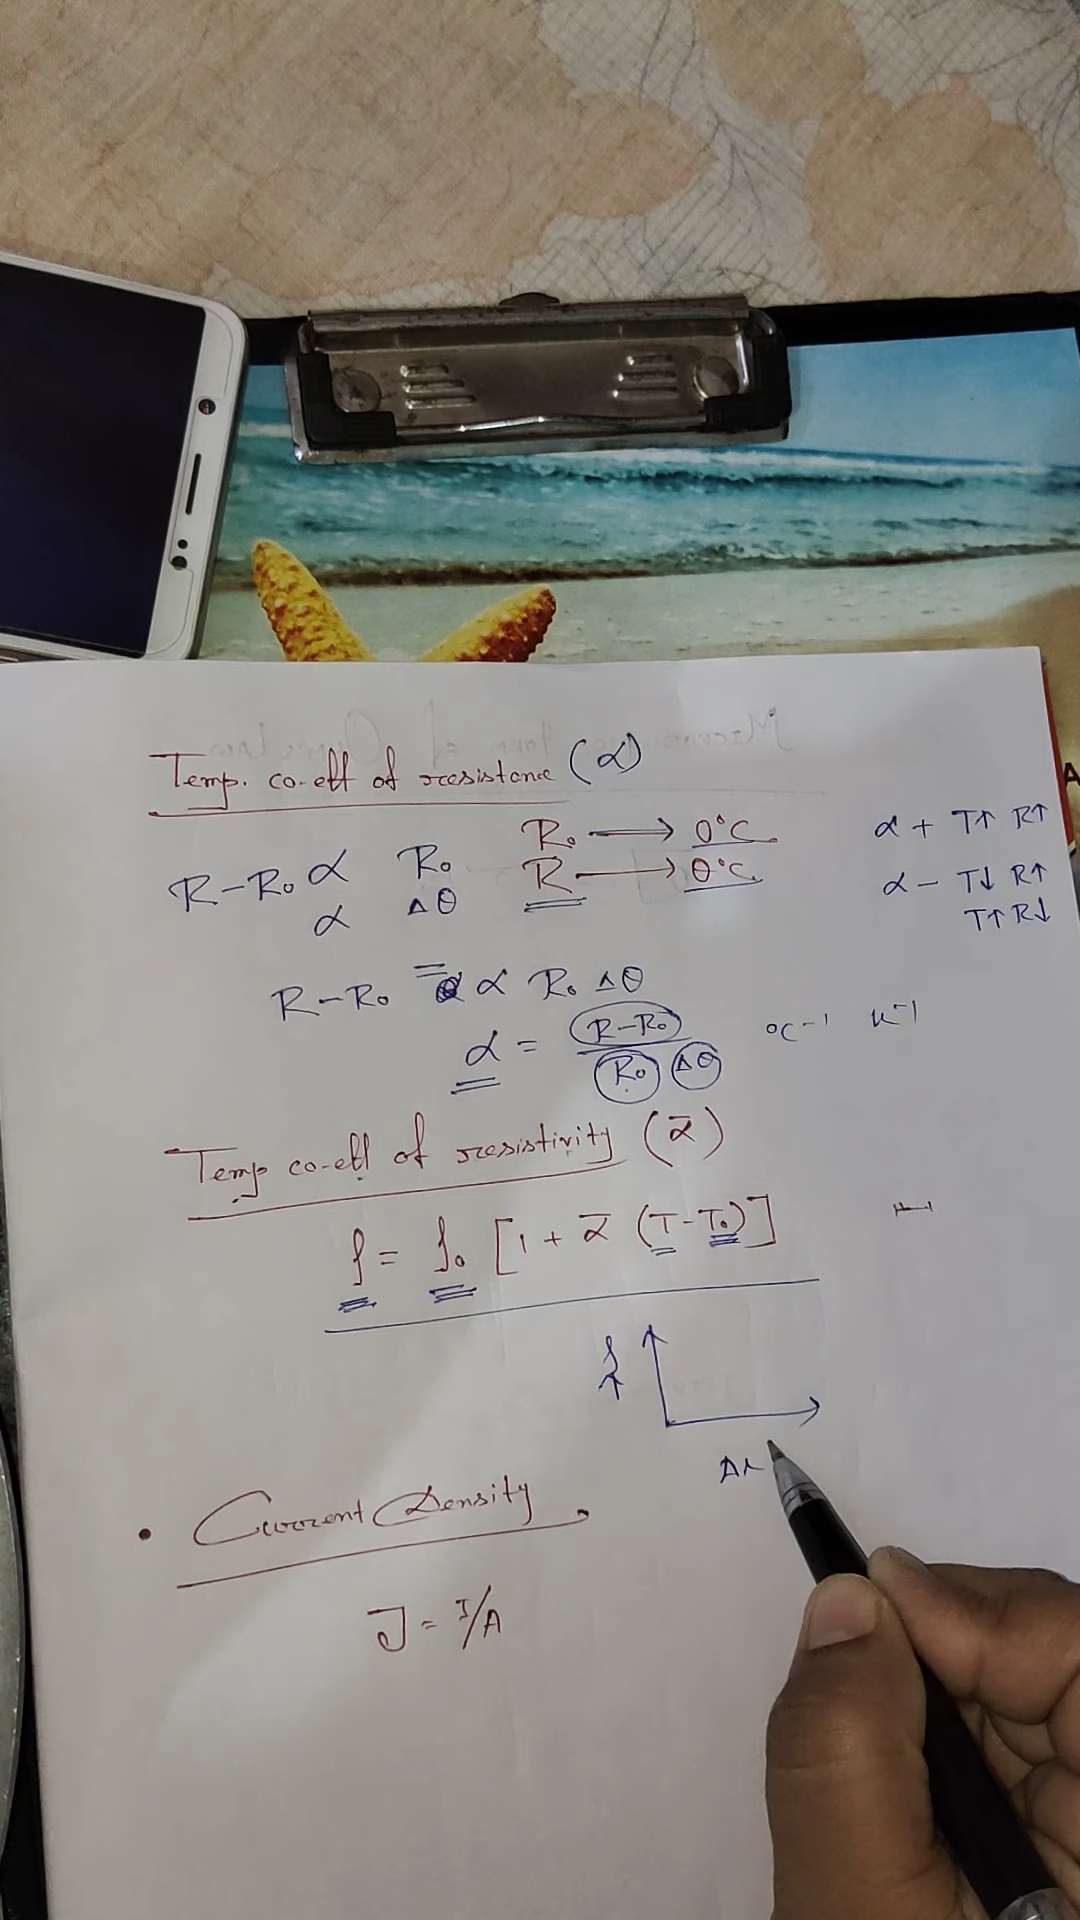 Temp. co-eff of resistance (α)
R₀ → 0°C
R → θ°C
R-R₀ α R₀
α Δθ
α + T↑ R↑
α - T↓ R↑
T↑ R↓
R-R₀ = α R₀ Δθ
α = (R-R₀) / (R₀ Δθ)
°C⁻¹ K⁻¹
Temp co-eff of resistivity (ᾱ)
ρ = ρ₀ [1 + ᾱ (T-T₀)]
ρ ↑
• Current Density
J = I/A